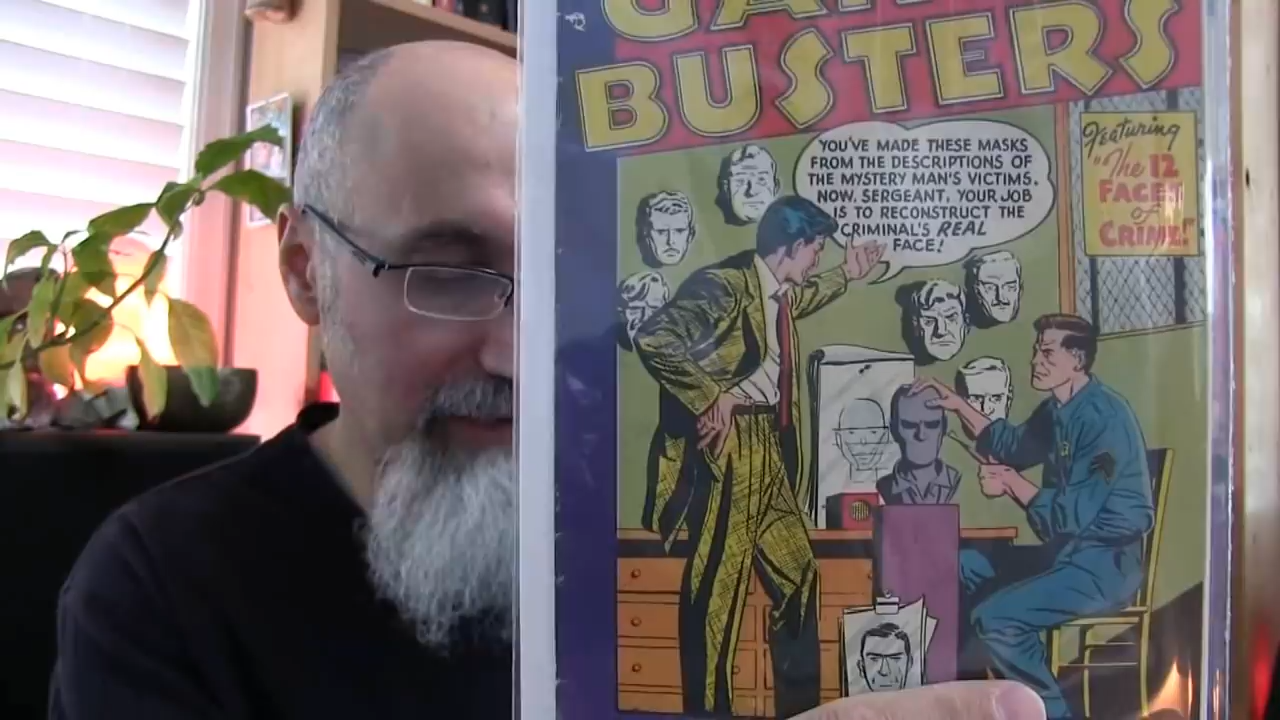 BUSTERS
YOU'VE MADE THESE MASKS
FROM THE DESCRIPTIONS OF
THE MYSTERY MAN'S VICTIMS.
NOW, SERGEANT, YOUR JOB
IS TO RECONSTRUCT THE
CRIMINAL'S REAL
FACE!
Featuring
"The 12
FACES
of
CRIME!"